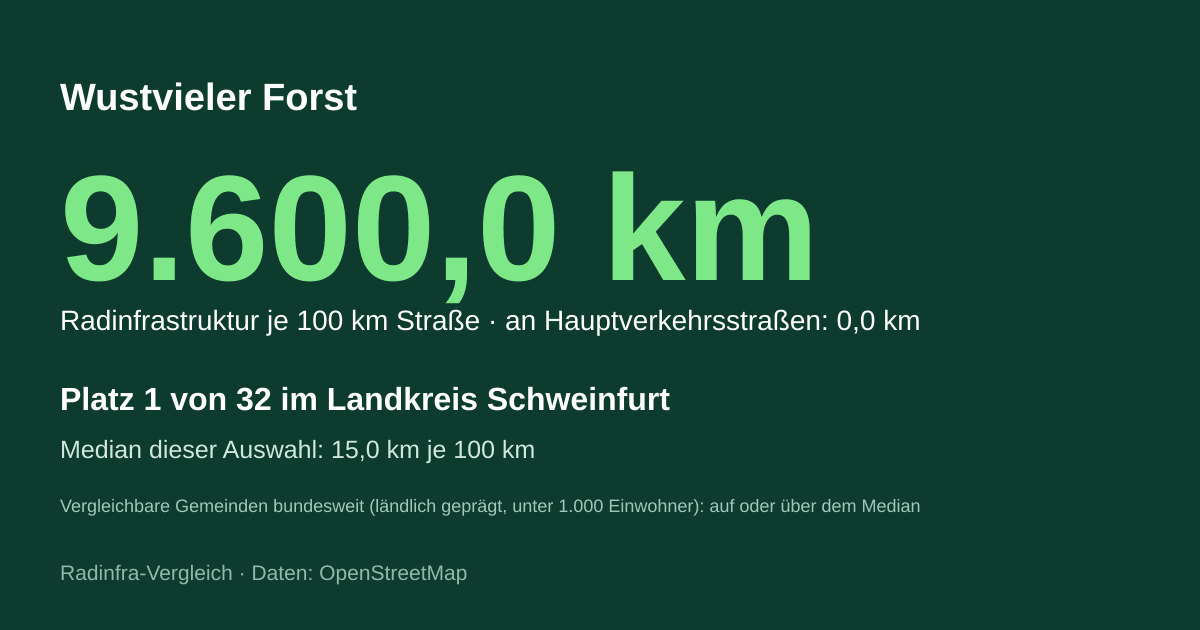 Wustvieler Forst
9.600,0 km
Radinfrastruktur je 100 km Straße · an Hauptverkehrsstraßen: 0,0 km
Platz 1 von 32 im Landkreis Schweinfurt
Median dieser Auswahl: 15,0 km je 100 km
Vergleichbare Gemeinden bundesweit (ländlich geprägt, unter 1.000 Einwohner): auf oder über dem Median
Radinfra-Vergleich · Daten: OpenStreetMap